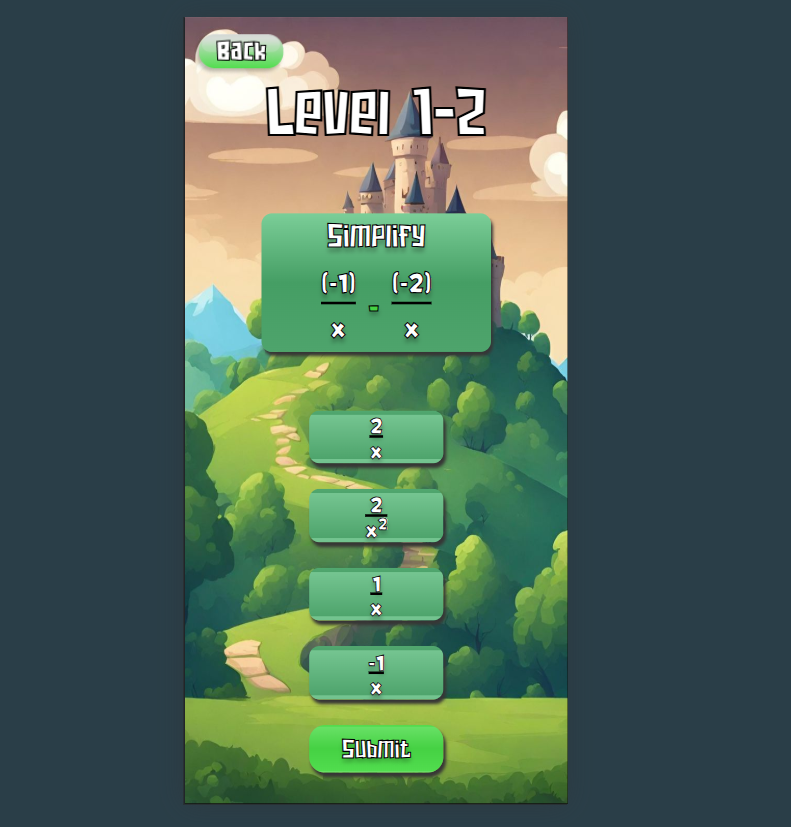 Back
Level 1-2
Simplify
(-1) (-2)
-
x x
2
x
2
x²
1
x
-1
x
Submit